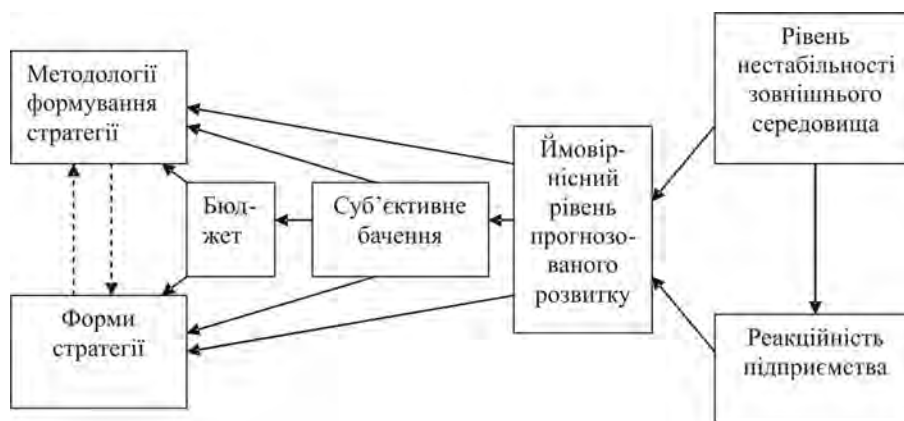 Методології
формування
стратегії
Форми
стратегії
Бюд-
жет
Суб’єктивне
бачення
Ймовір-
нісний
рівень
прогнозо-
ваного
розвитку
Рівень
нестабільності
зовнішнього
середовища
Реакційність
підприємства